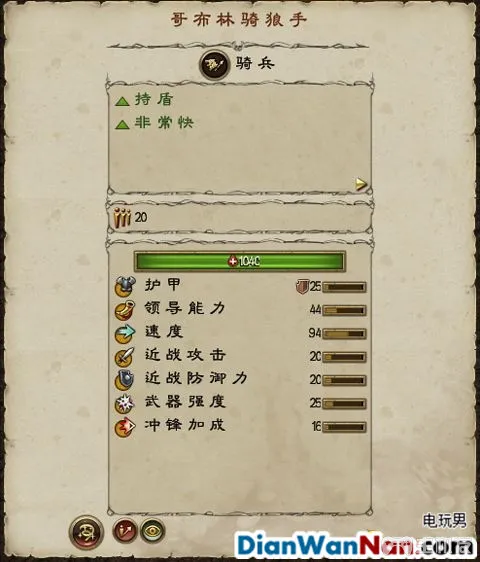 哥布林骑狼手
骑兵
持盾
非常快
20
1040
护甲 25
领导能力 44
速度 94
近战攻击 20
近战防御力 20
武器强度 25
冲锋加成 16
电玩男
DianWanNan.com